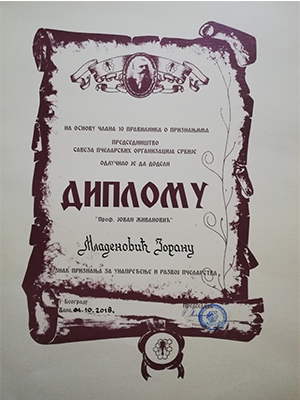 НА ОСНОВУ ЧЛАНА 10 ПРАВИЛНИКА О ПРИЗНАЊИМА
ПРЕДСЕДНИШТВО
САВЕЗА ПЧЕЛАРСКИХ ОРГАНИЗАЦИЈА СРБИЈЕ
ОДЛУЧИЛО ЈЕ ДА ДОДЕЛИ
ДИПЛОМУ
"Проф. ЈОВАН ЖИВАНОВИЋ"
Младеновић Зорану
ЗНАК ПРИЗНАЊА ЗА УНАПРЕЂЕЊЕ И РАЗВОЈ ПЧЕЛАРСТВА
У Београду
Дана, 01.10.2018.
Председник